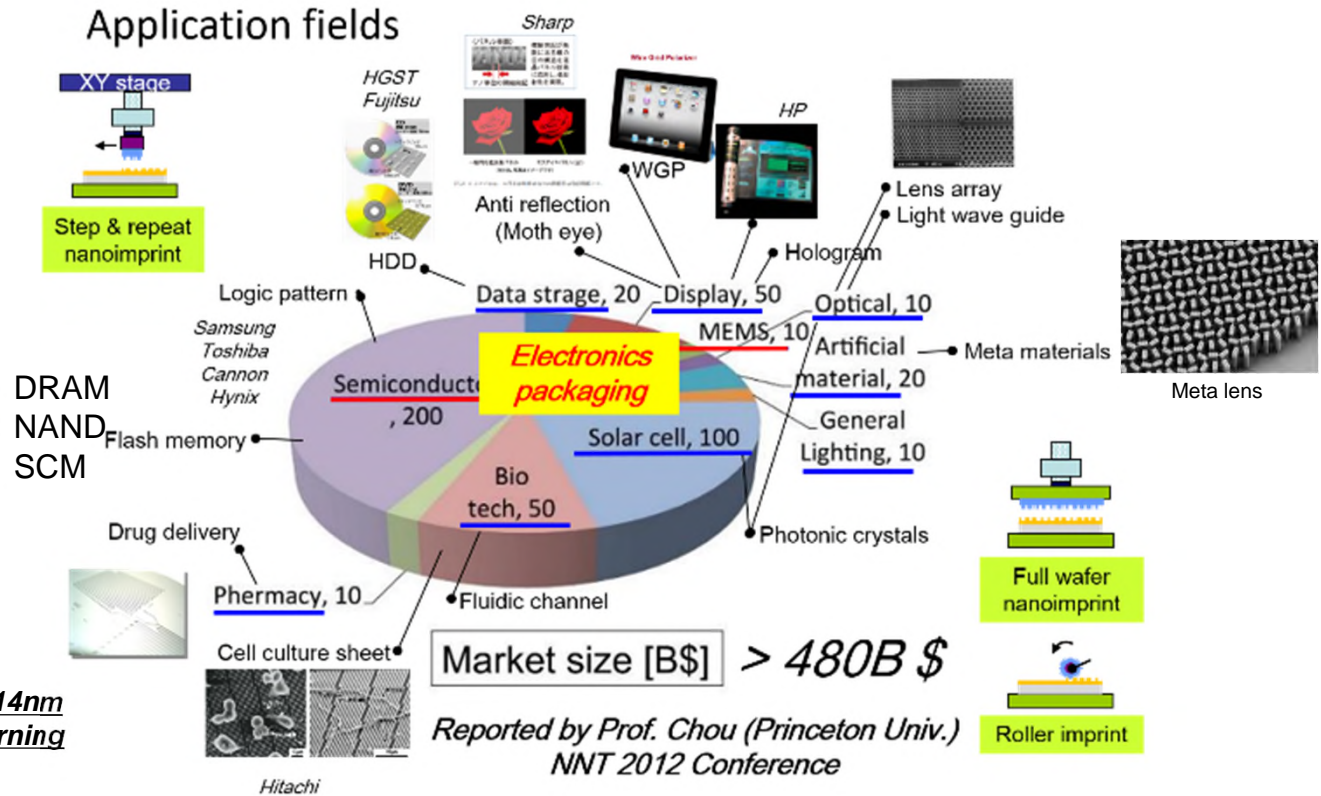 Application fields
XY stage
Step & repeat
nanoimprint
HGST
Fujitsu
Sharp
Wire Grid Polarizer
HP
WGP
Anti reflection
(Moth eye)
HDD
Hologram
Lens array
Light wave guide
Logic pattern
Data strage, 20
Display, 50
Optical, 10
MEMS, 10
Samsung
Toshiba
Cannon
Hynix
Electronics
packaging
Artificial
material, 20
Meta materials
Meta lens
DRAM
NAND
SCM
Flash memory
Semiconducto
, 200
Solar cell, 100
General
Lighting, 10
Bio
tech, 50
Drug delivery
Photonic crystals
Full wafer
nanoimprint
Phermacy, 10
Fluidic channel
Cell culture sheet
Market size [B$] > 480B $
14nm
rning
Reported by Prof. Chou (Princeton Univ.)
NNT 2012 Conference
Roller imprint
Hitachi